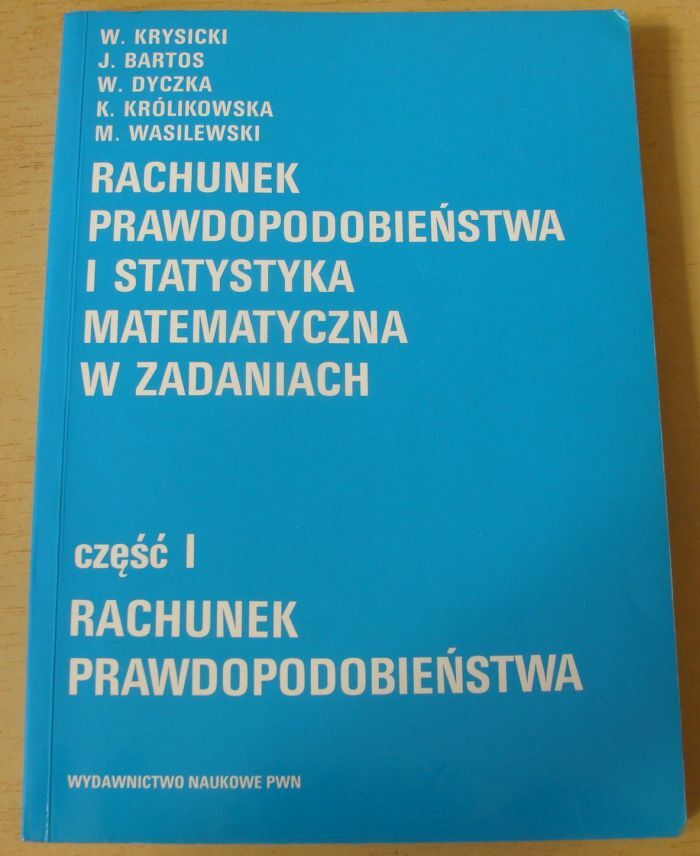 W. KRYSICKI
J. BARTOS
W. DYCZKA
K. KRÓLIKOWSKA
M. WASILEWSKI
RACHUNEK
PRAWDOPODOBIEŃSTWA
I STATYSTYKA
MATEMATYCZNA
W ZADANIACH
część I
RACHUNEK
PRAWDOPODOBIEŃSTWA
WYDAWNICTWO NAUKOWE PWN